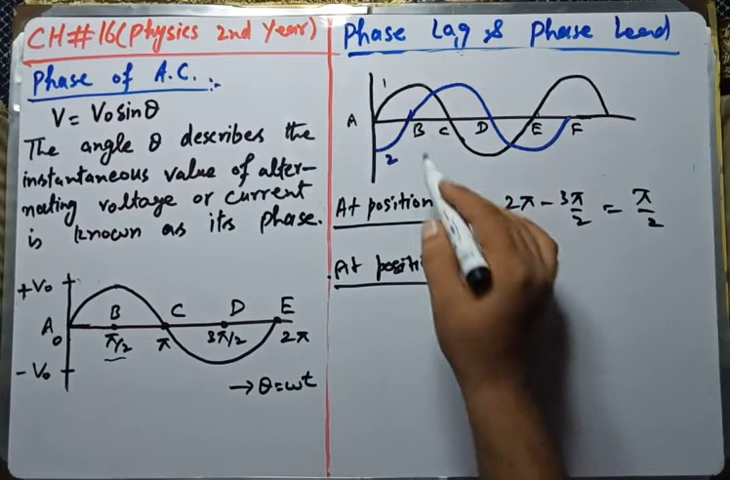 CH#16(Physics 2nd Year)
Phase of A.C.:
V = V₀ sinθ
The angle θ describes the
instantaneous value of alter-
nating voltage or current
is known as its phase.
+V₀
A
0
B
C
D
E
π/2
π
3π/2
2π
-V₀
→ θ=ωt
Phase Lag & Phase Lead
1
A
B
C
D
E
F
2
At position 2π - 3π/2 = π/2
At